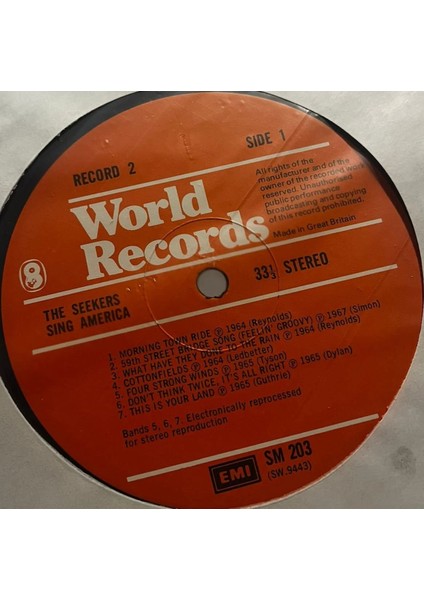 RECORD 2
SIDE 1
World
Records
All rights of the
manufacturer and of the
owner of the recorded work
reserved. Unauthorised
public performance
broadcasting and copying
of this record prohibited.
Made in Great Britain
8
THE SEEKERS
SING AMERICA
33⅓ STEREO
1. MORNING TOWN RIDE ℗ 1964 (Reynolds)
2. 59th STREET BRIDGE SONG (FEELIN' GROOVY) ℗ 1967 (Simon)
3. WHAT HAVE THEY DONE TO THE RAIN ℗ 1964 (Reynolds)
4. COTTONFIELDS ℗ 1964 (Ledbetter)
5. FOUR STRONG WINDS ℗ 1965 (Tyson)
6. DON'T THINK TWICE, IT'S ALL RIGHT ℗ 1965 (Dylan)
7. THIS IS YOUR LAND ℗ 1965 (Guthrie)
Bands 5, 6, 7. Electronically reprocessed
for stereo reproduction
EMI
SM 203
(SW.9443)